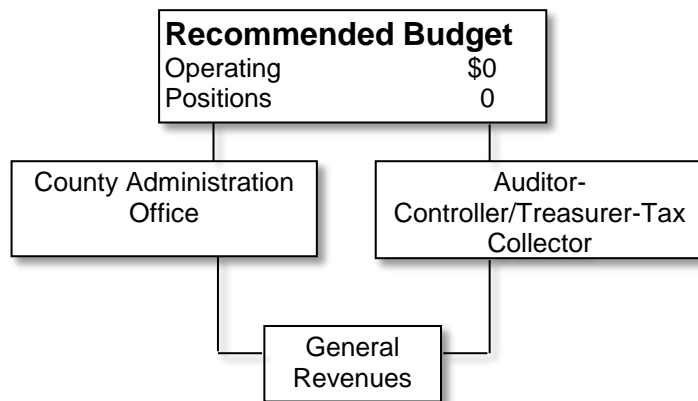 Recommended Budget
Operating $0
Positions 0
County Administration
Office
Auditor-
Controller/Treasurer-Tax
Collector
General
Revenues